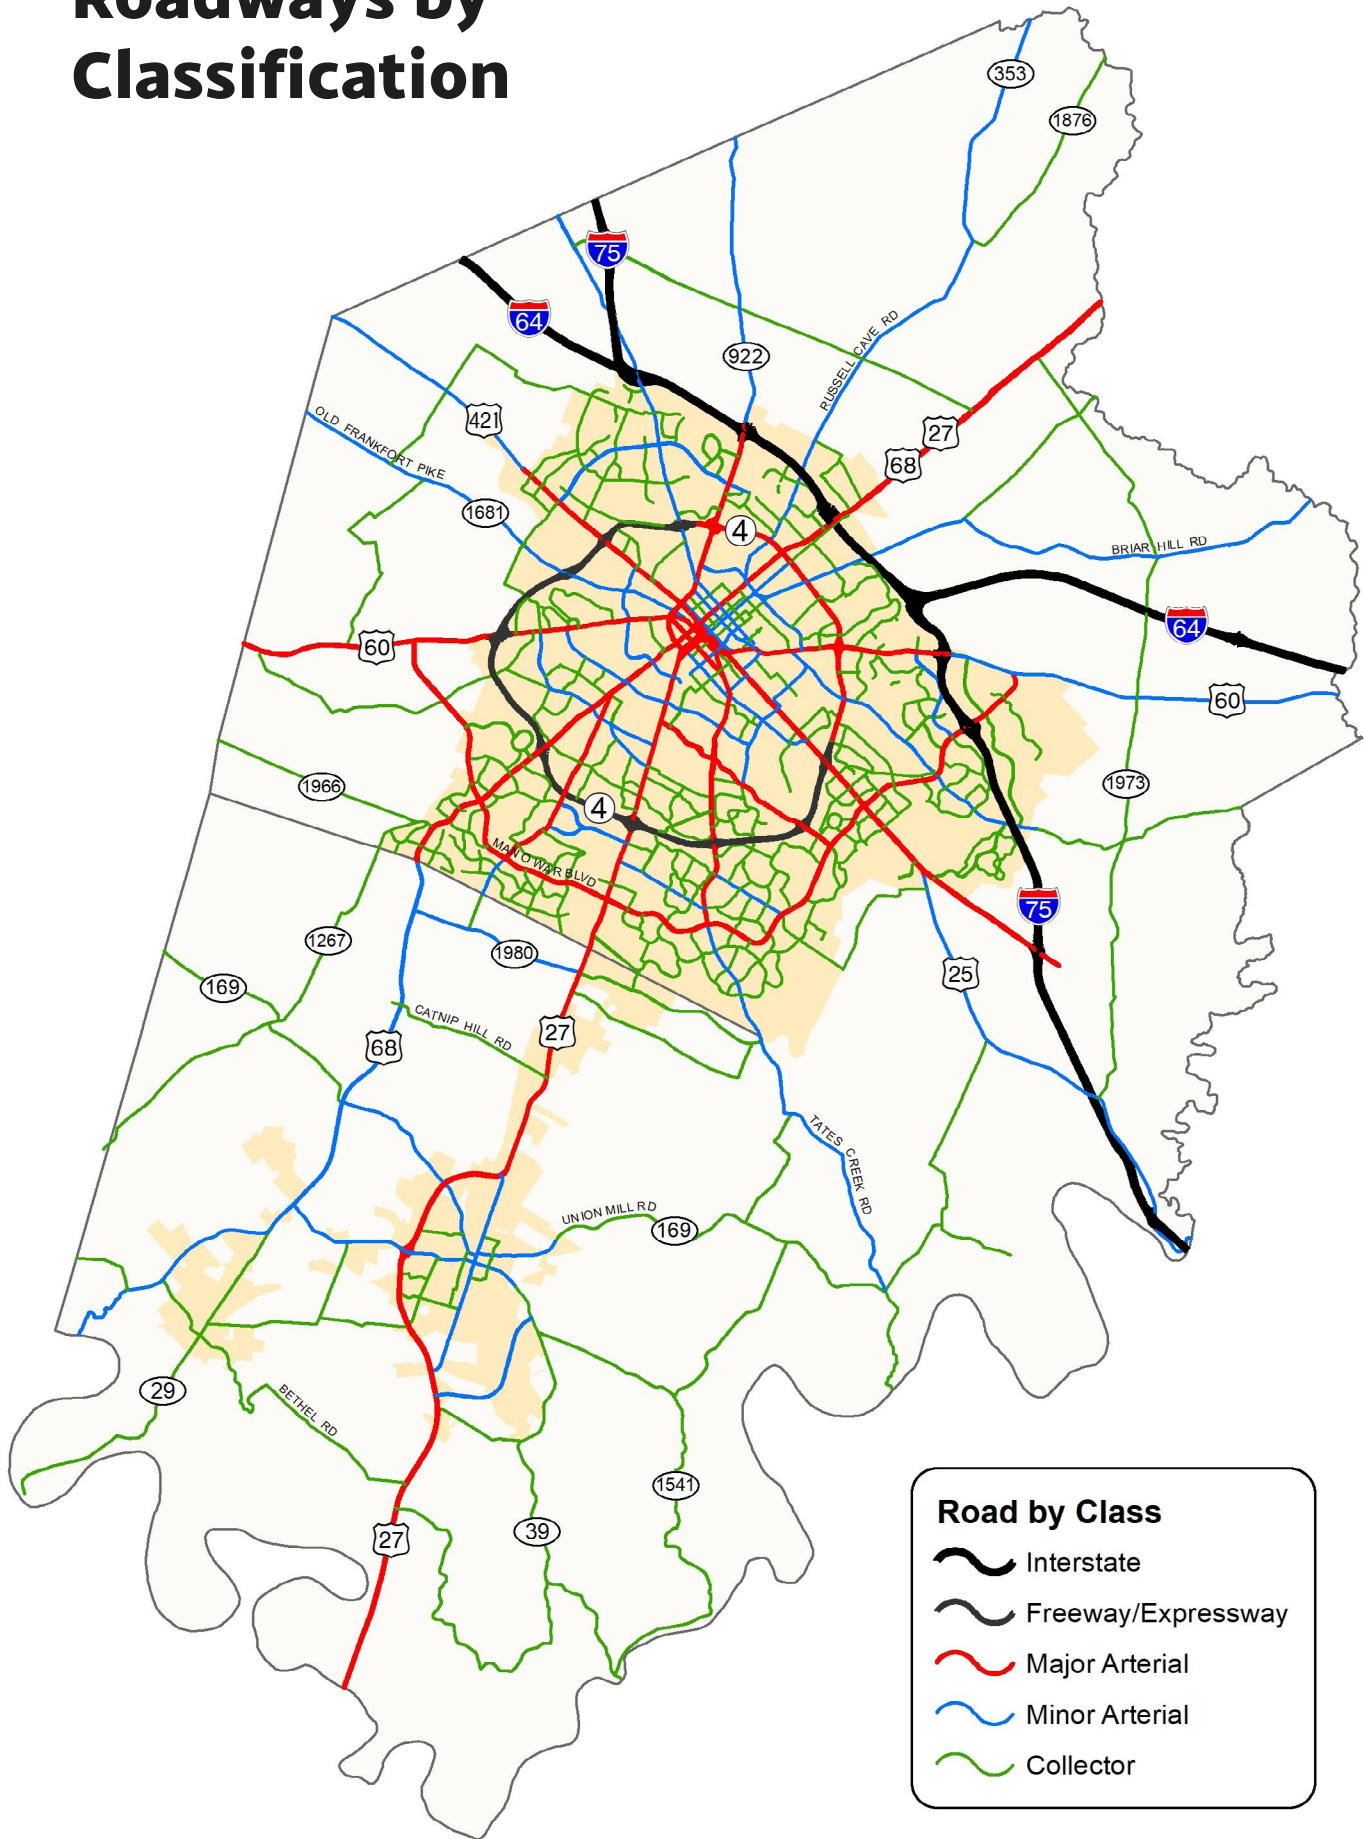 Roadways by
Classification
353
1876
75
64
922
RUSSELL CAVE RD
421
27
OLD FRANKFORT PIKE
68
1681
4
BRIAR HILL RD
64
60
60
1966
1973
4
MAN O WAR BLVD
75
1267
1980
25
169
CATNIP HILL RD
27
68
TATES CREEK RD
UNION MILL RD
169
29
BETHEL RD
1541
39
27
Road by Class
Interstate
Freeway/Expressway
Major Arterial
Minor Arterial
Collector